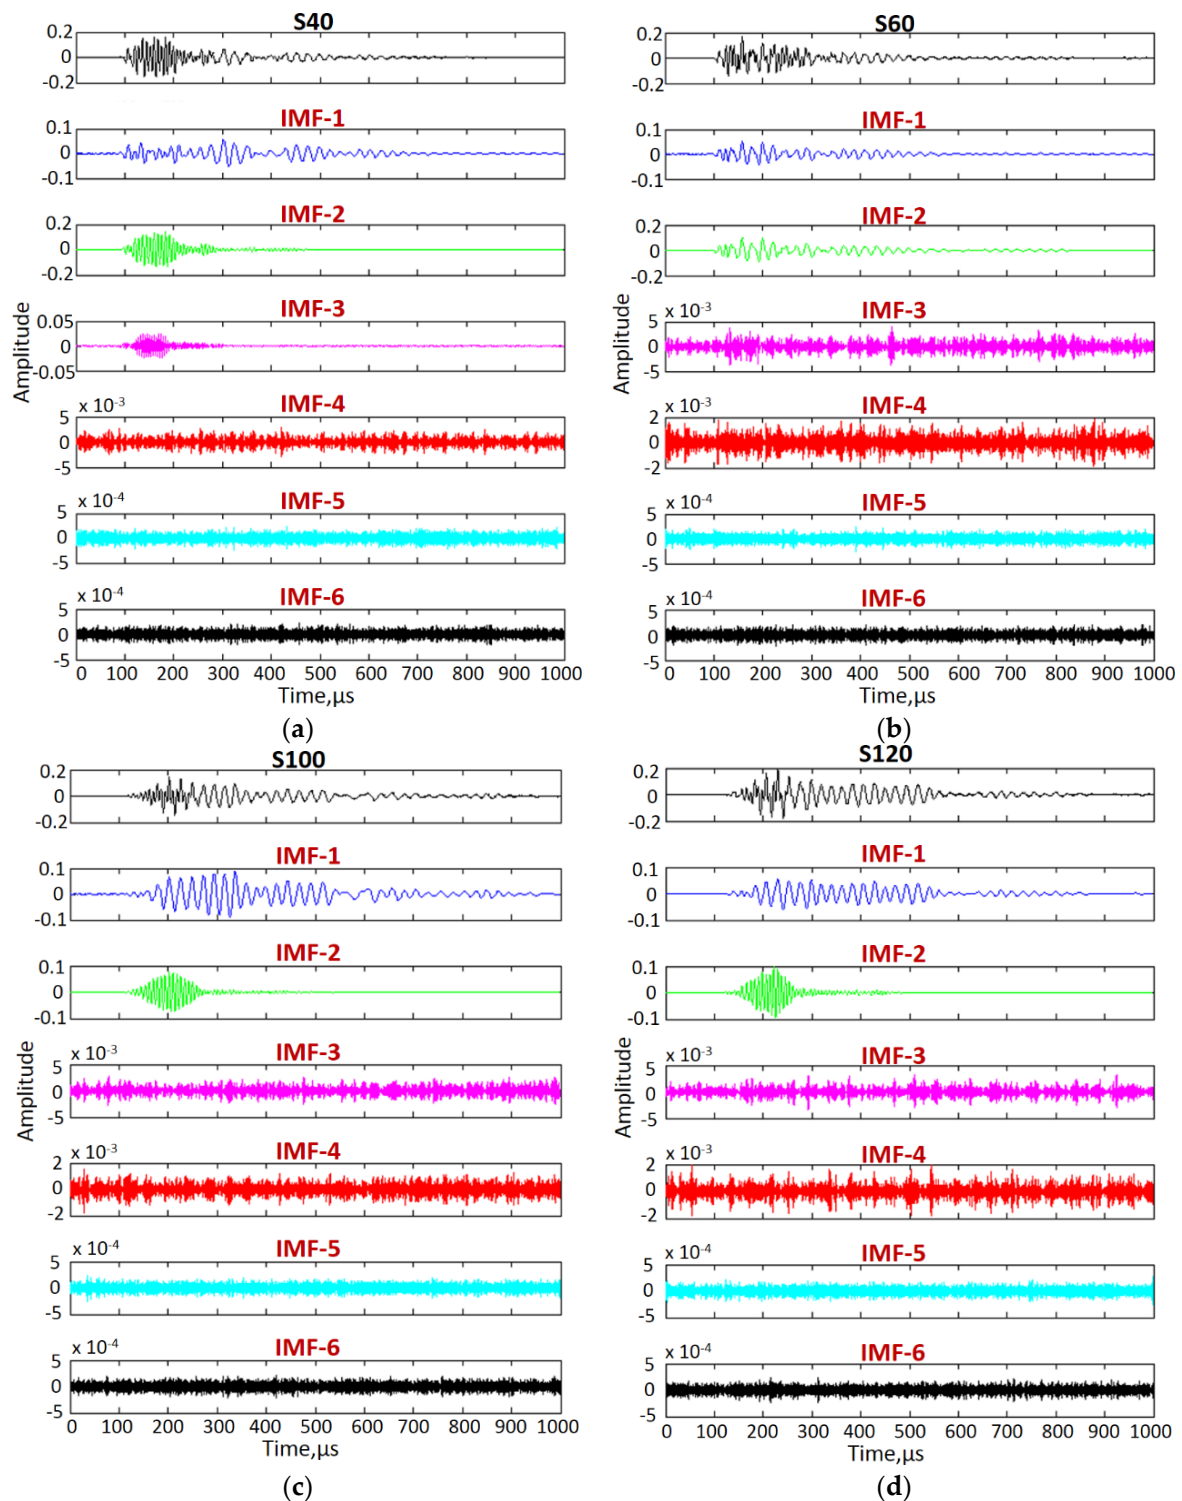 S40
0.2
0
-0.2
IMF-1
0.1
0
-0.1
IMF-2
0.2
0
-0.2
IMF-3
0.05
0
-0.05
Amplitude
IMF-4
x 10-3
5
0
-5
IMF-5
x 10-4
5
0
-5
IMF-6
x 10-4
5
0
-5
0 100 200 300 400 500 600 700 800 900 1000
Time,µs
(a)
S60
0.2
0
-0.2
IMF-1
0.1
0
-0.1
IMF-2
0.2
0
-0.2
IMF-3
x 10-3
5
0
-5
Amplitude
IMF-4
x 10-3
2
0
-2
IMF-5
x 10-4
5
0
-5
IMF-6
x 10-4
5
0
-5
0 100 200 300 400 500 600 700 800 900 1000
Time,µs
(b)
S100
0.2
0
-0.2
IMF-1
0.1
0
-0.1
IMF-2
0.1
0
-0.1
IMF-3
x 10-3
5
0
-5
Amplitude
IMF-4
x 10-3
2
0
-2
IMF-5
x 10-4
5
0
-5
IMF-6
x 10-4
5
0
-5
0 100 200 300 400 500 600 700 800 900 1000
Time,µs
(c)
S120
0.2
0
-0.2
IMF-1
0.1
0
-0.1
IMF-2
0.1
0
-0.1
IMF-3
x 10-3
5
0
-5
Amplitude
IMF-4
x 10-3
2
0
-2
IMF-5
x 10-4
5
0
-5
IMF-6
x 10-4
5
0
-5
0 100 200 300 400 500 600 700 800 900 1000
Time,µs
(d)